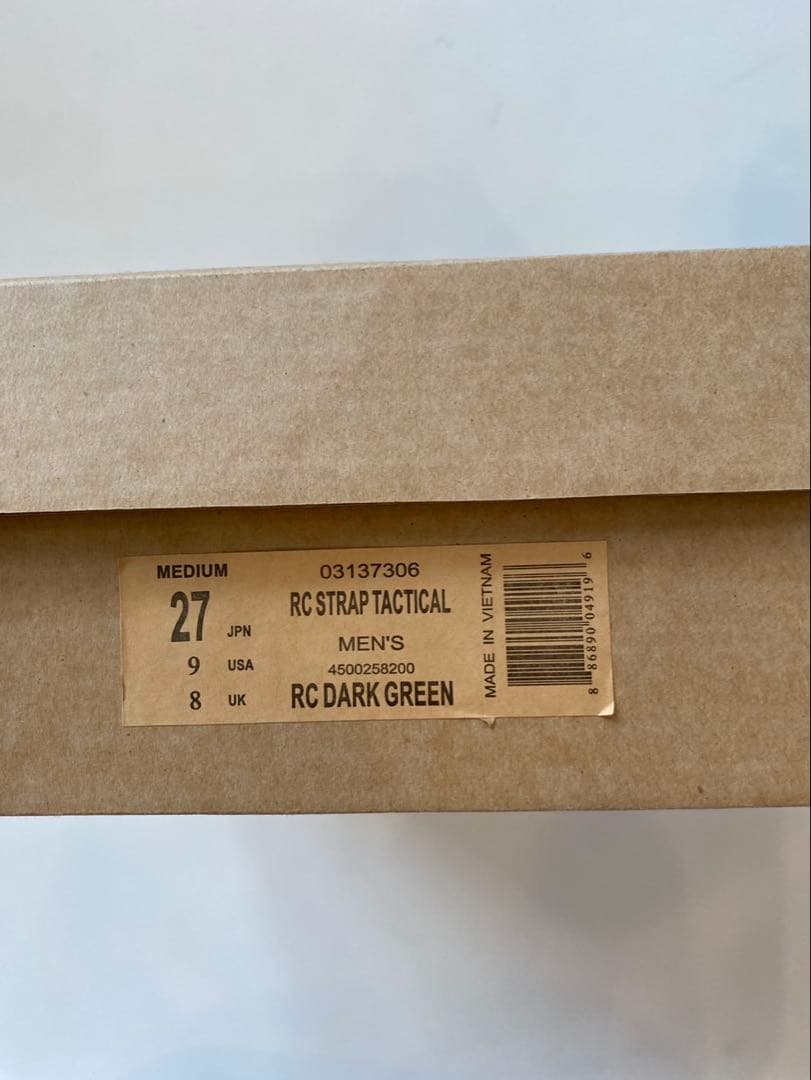 MEDIUM
27 JPN
9 USA
8 UK
03137306
RC STRAP TACTICAL
MEN'S
4500258200
RC DARK GREEN
MADE IN VIETNAM
8 86890 04919 6